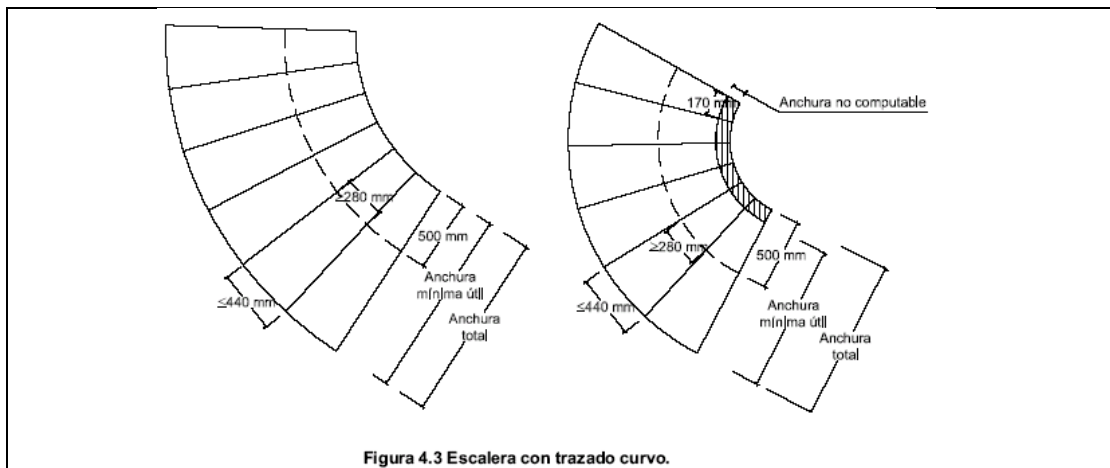 ≥280 mm
500 mm
≤440 mm
Anchura
mínima útil
Anchura
total
170 mm
Anchura no computable
≥280 mm
500 mm
≤440 mm
Anchura
mínima útil
Anchura
total
Figura 4.3 Escalera con trazado curvo.